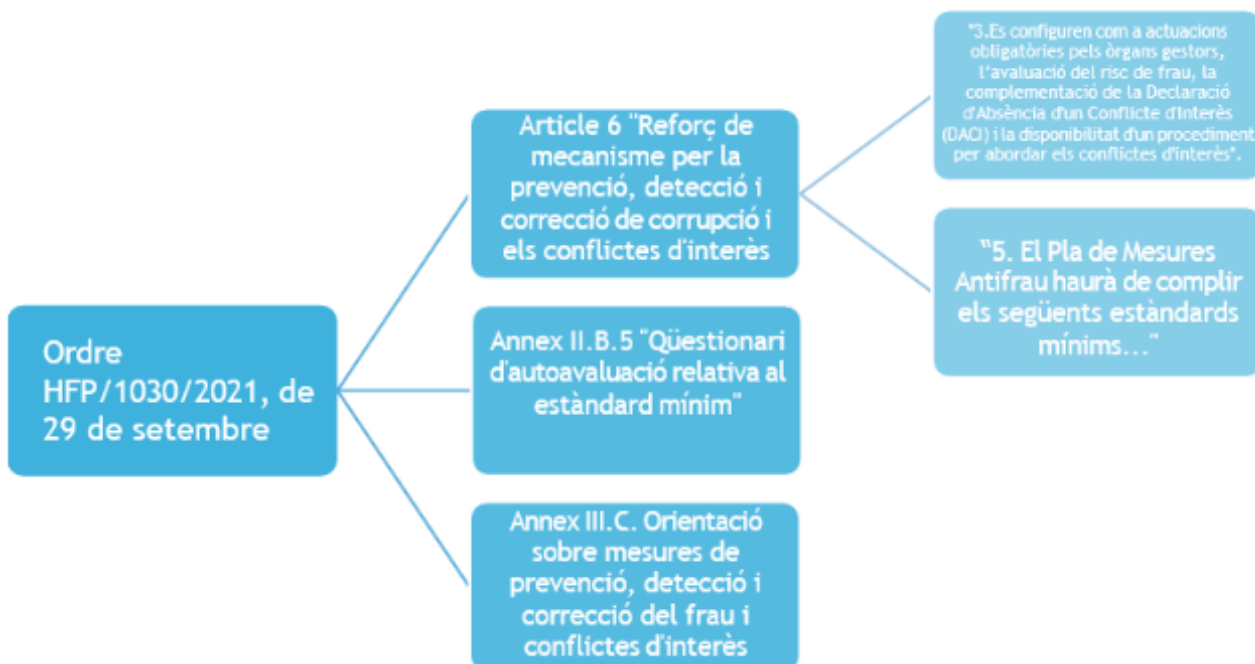 Ordre
HFP/1030/2021, de
29 de setembre
Article 6 "Reforç de
mecanisme per la
prevenció, detecció i
correcció de corrupció i
els conflictes d'interès
Annex II.B.5 "Qüestionari
d'autoavaluació relativa al
estàndard mínim"
Annex III.C. Orientació
sobre mesures de
prevenció, detecció i
correcció del frau i
conflictes d'interès
"3.Es configuren com a actuacions
obligatòries pels òrgans gestors,
l'avaluació del risc de frau, la
complementació de la Declaració
d'Absència d'un Conflicte d'Interès
(DACI) i la disponibilitat d'un procediment
per abordar els conflictes d'interès".
"5. El Pla de Mesures
Antifrau haurà de complir
els següents estàndards
mínims..."